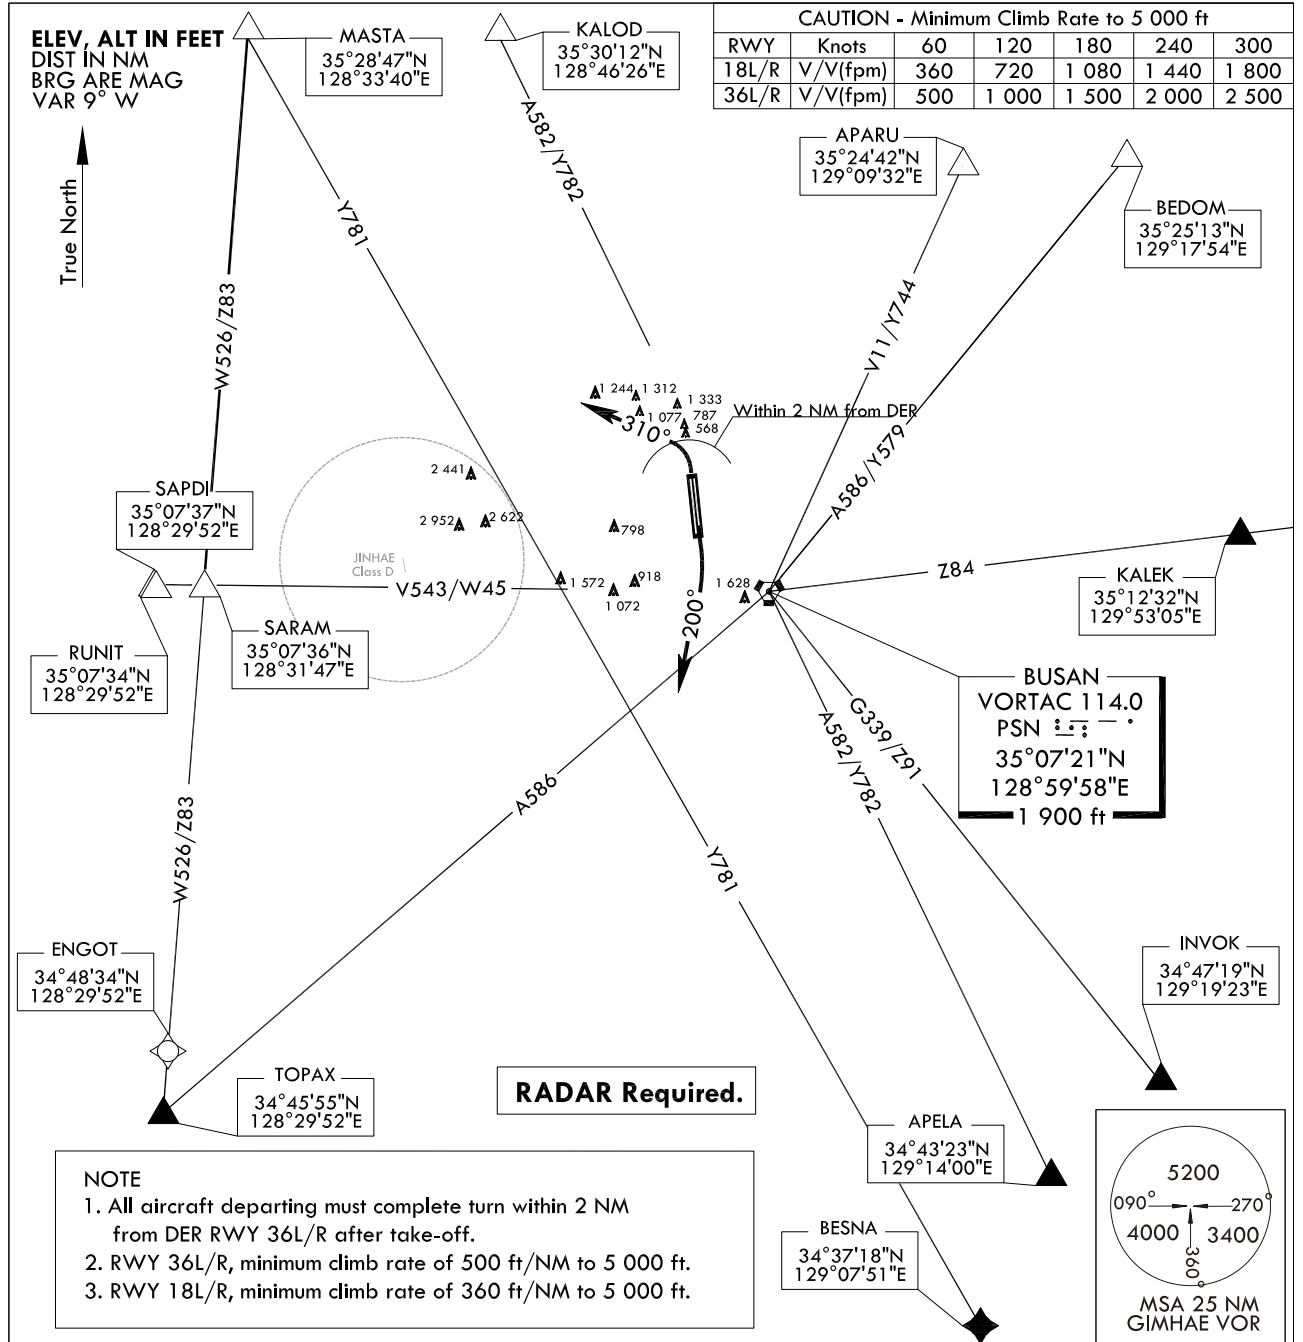 ELEV, ALT IN FEET
DIST IN NM
BRG ARE MAG
VAR 9° W
True North
MASTA
35°28'47"N
128°33'40"E
KALOD
35°30'12"N
128°46'26"E
CAUTION - Minimum Climb Rate to 5 000 ft
RWY Knots 60 120 180 240 300
18L/R V/V(fpm) 360 720 1 080 1 440 1 800
36L/R V/V(fpm) 500 1 000 1 500 2 000 2 500
APARU
35°24'42"N
129°09'32"E
BEDOM
35°25'13"N
129°17'54"E
A582/Y782
Y781
W526/Z83
V11/Y744
A586/Y579
1 244
1 312
1 333
1 077
787
568
310°
Within 2 NM from DER
2 441
2 952
2 622
798
SAPDI
35°07'37"N
128°29'52"E
JINHAE
Class D
V543/W45
1 572
918
1 072
1 628
200°
Z84
KALEK
35°12'32"N
129°53'05"E
RUNIT
35°07'34"N
128°29'52"E
SARAM
35°07'36"N
128°31'47"E
BUSAN
VORTAC 114.0
PSN
35°07'21"N
128°59'58"E
1 900 ft
G339/Z91
A582/Y782
A586
Y781
W526/Z83
ENGOT
34°48'34"N
128°29'52"E
INVOK
34°47'19"N
129°19'23"E
TOPAX
34°45'55"N
128°29'52"E
RADAR Required.
APELA
34°43'23"N
129°14'00"E
BESNA
34°37'18"N
129°07'51"E
NOTE
1. All aircraft departing must complete turn within 2 NM
from DER RWY 36L/R after take-off.
2. RWY 36L/R, minimum climb rate of 500 ft/NM to 5 000 ft.
3. RWY 18L/R, minimum climb rate of 360 ft/NM to 5 000 ft.
5200
090° 270°
4000 3400
360°
MSA 25 NM
GIMHAE VOR